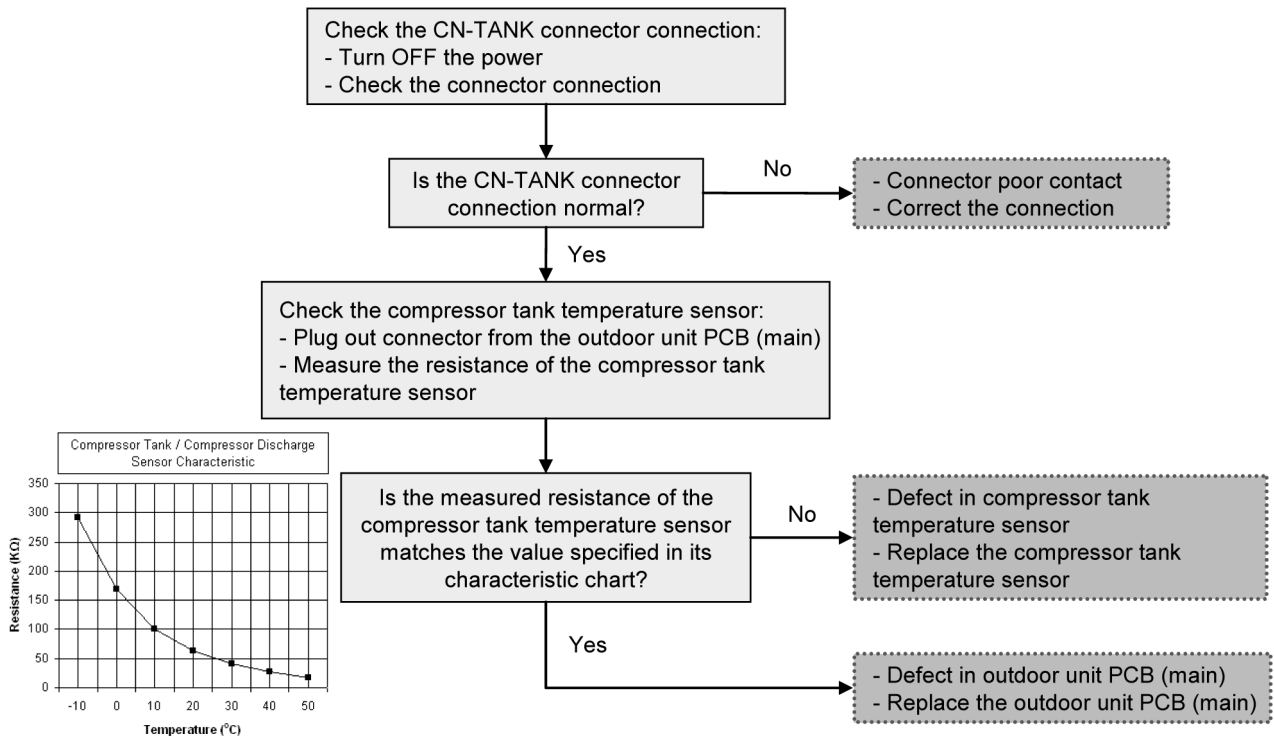 Check the CN-TANK connector connection:
- Turn OFF the power
- Check the connector connection
Is the CN-TANK connector
connection normal?
No
- Connector poor contact
- Correct the connection
Yes
Check the compressor tank temperature sensor:
- Plug out connector from the outdoor unit PCB (main)
- Measure the resistance of the compressor tank
temperature sensor
Compressor Tank / Compressor Discharge
Sensor Characteristic
Resistance (KΩ)
350
300
250
200
150
100
50
0
-10 0 10 20 30 40 50
Temperature (°C)
Is the measured resistance of the
compressor tank temperature sensor
matches the value specified in its
characteristic chart?
No
- Defect in compressor tank
temperature sensor
- Replace the compressor tank
temperature sensor
Yes
- Defect in outdoor unit PCB (main)
- Replace the outdoor unit PCB (main)